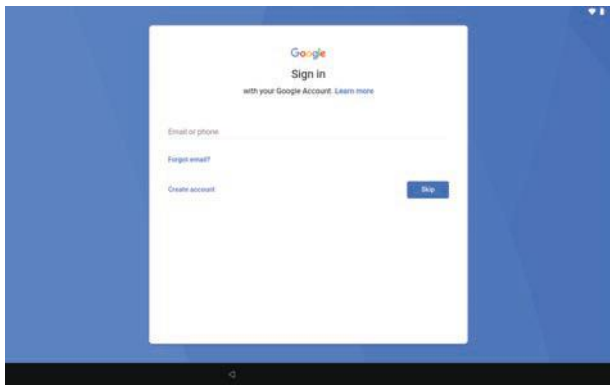 Google
Sign in
with your Google Account. Learn more
Email or phone
Forgot email?
Create account
Skip